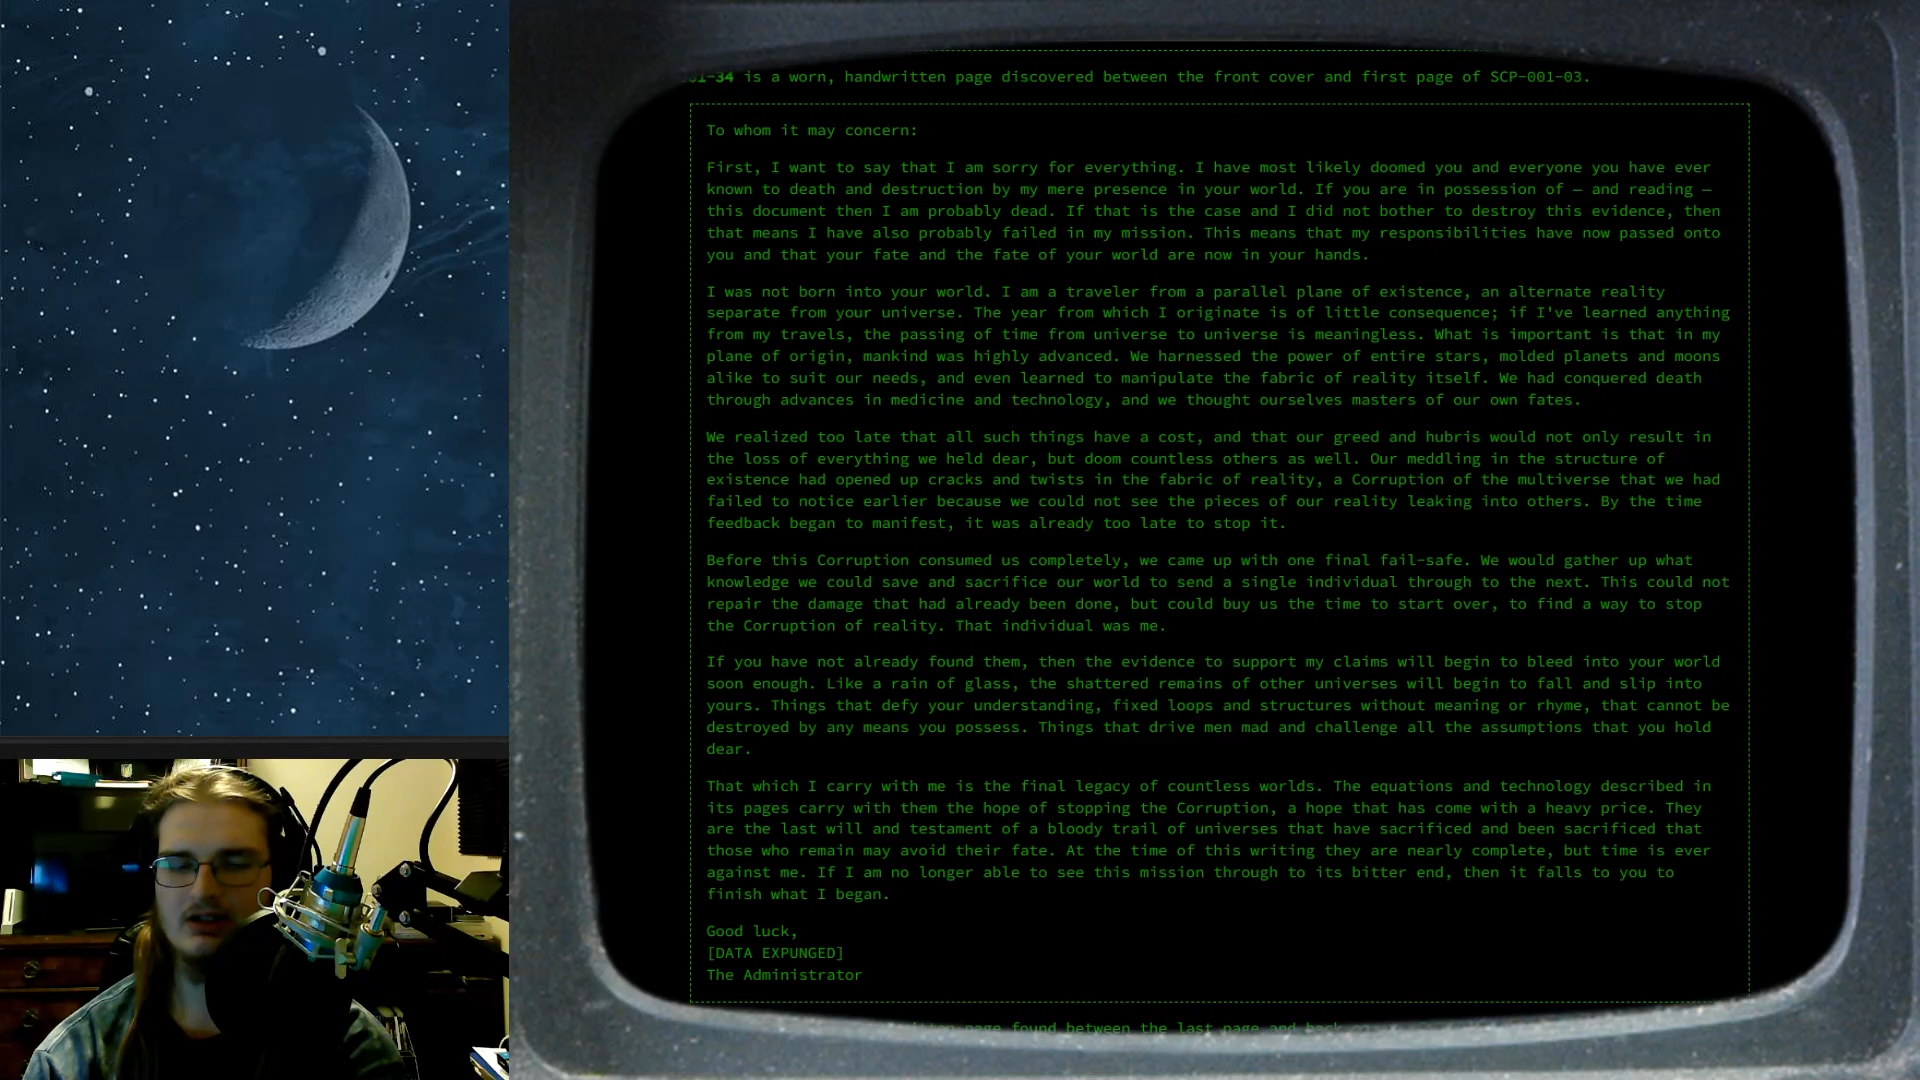 01-34 is a worn, handwritten page discovered between the front cover and first page of SCP-001-03.
To whom it may concern:
First, I want to say that I am sorry for everything. I have most likely doomed you and everyone you have ever
known to death and destruction by my mere presence in your world. If you are in possession of — and reading —
this document then I am probably dead. If that is the case and I did not bother to destroy this evidence, then
that means I have also probably failed in my mission. This means that my responsibilities have now passed onto
you and that your fate and the fate of your world are now in your hands.
I was not born into your world. I am a traveler from a parallel plane of existence, an alternate reality
separate from your universe. The year from which I originate is of little consequence; if I've learned anything
from my travels, the passing of time from universe to universe is meaningless. What is important is that in my
plane of origin, mankind was highly advanced. We harnessed the power of entire stars, molded planets and moons
alike to suit our needs, and even learned to manipulate the fabric of reality itself. We had conquered death
through advances in medicine and technology, and we thought ourselves masters of our own fates.
We realized too late that all such things have a cost, and that our greed and hubris would not only result in
the loss of everything we held dear, but doom countless others as well. Our meddling in the structure of
existence had opened up cracks and twists in the fabric of reality, a Corruption of the multiverse that we had
failed to notice earlier because we could not see the pieces of our reality leaking into others. By the time
feedback began to manifest, it was already too late to stop it.
Before this Corruption consumed us completely, we came up with one final fail-safe. We would gather up what
knowledge we could save and sacrifice our world to send a single individual through to the next. This could not
repair the damage that had already been done, but could buy us the time to start over, to find a way to stop
the Corruption of reality. That individual was me.
If you have not already found them, then the evidence to support my claims will begin to bleed into your world
soon enough. Like a rain of glass, the shattered remains of other universes will begin to fall and slip into
yours. Things that defy your understanding, fixed loops and structures without meaning or rhyme, that cannot be
destroyed by any means you possess. Things that drive men mad and challenge all the assumptions that you hold
dear.
That which I carry with me is the final legacy of countless worlds. The equations and technology described in
its pages carry with them the hope of stopping the Corruption, a hope that has come with a heavy price. They
are the last will and testament of a bloody trail of universes that have sacrificed and been sacrificed that
those who remain may avoid their fate. At the time of this writing they are nearly complete, but time is ever
against me. If I am no longer able to see this mission through to its bitter end, then it falls to you to
finish what I began.
Good luck,
[DATA EXPUNGED]
The Administrator
page found between the last page and back